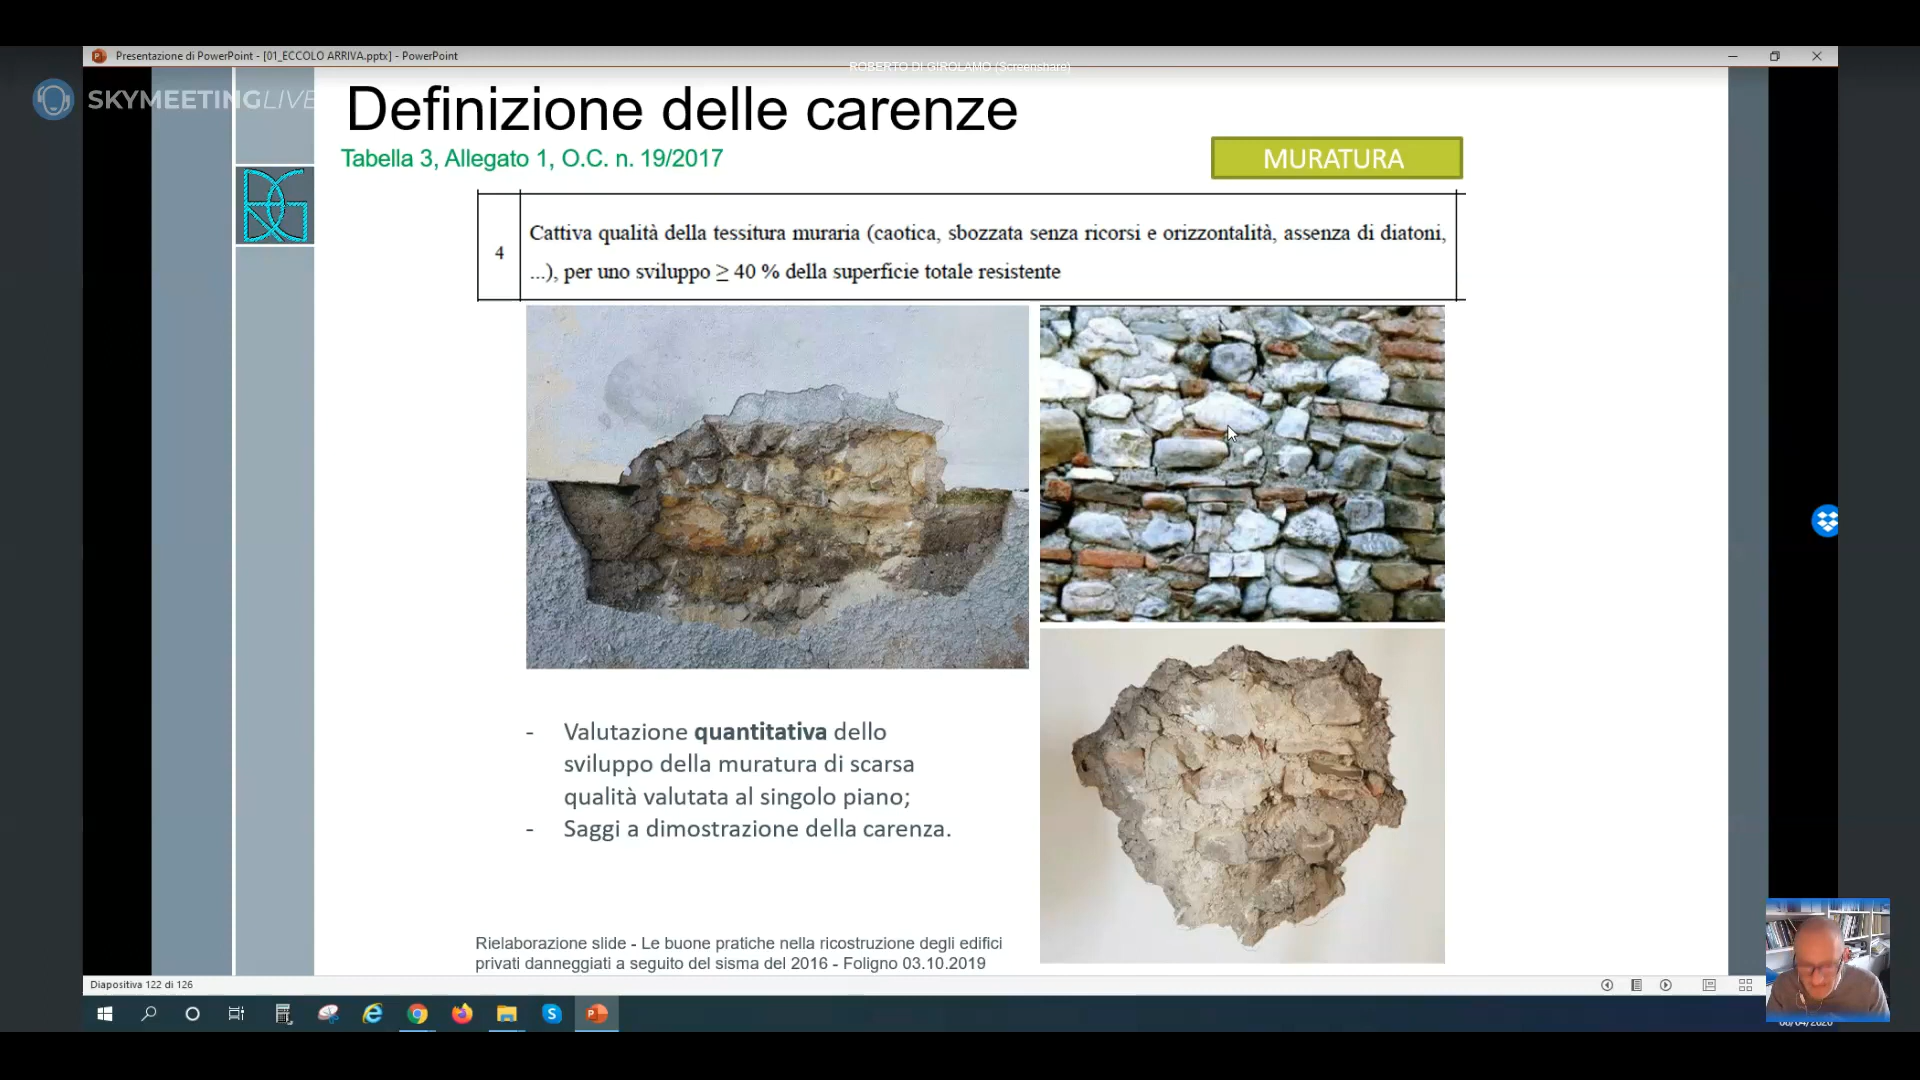 Presentazione di PowerPoint - [01_ECCOLO ARRIVA.pptx] - PowerPoint
ROBERTO DI GIROLAMO (Screenshare)
SKYMEETINGLIVE
Definizione delle carenze
Tabella 3, Allegato 1, O.C. n. 19/2017
MURATURA
4
Cattiva qualità della tessitura muraria (caotica, sbozzata senza ricorsi e orizzontalità, assenza di diatoni,
...), per uno sviluppo ≥ 40 % della superficie totale resistente
- Valutazione quantitativa dello
sviluppo della muratura di scarsa
qualità valutata al singolo piano;
- Saggi a dimostrazione della carenza.
Rielaborazione slide - Le buone pratiche nella ricostruzione degli edifici
privati danneggiati a seguito del sisma del 2016 - Foligno 03.10.2019
Diapositiva 122 di 126